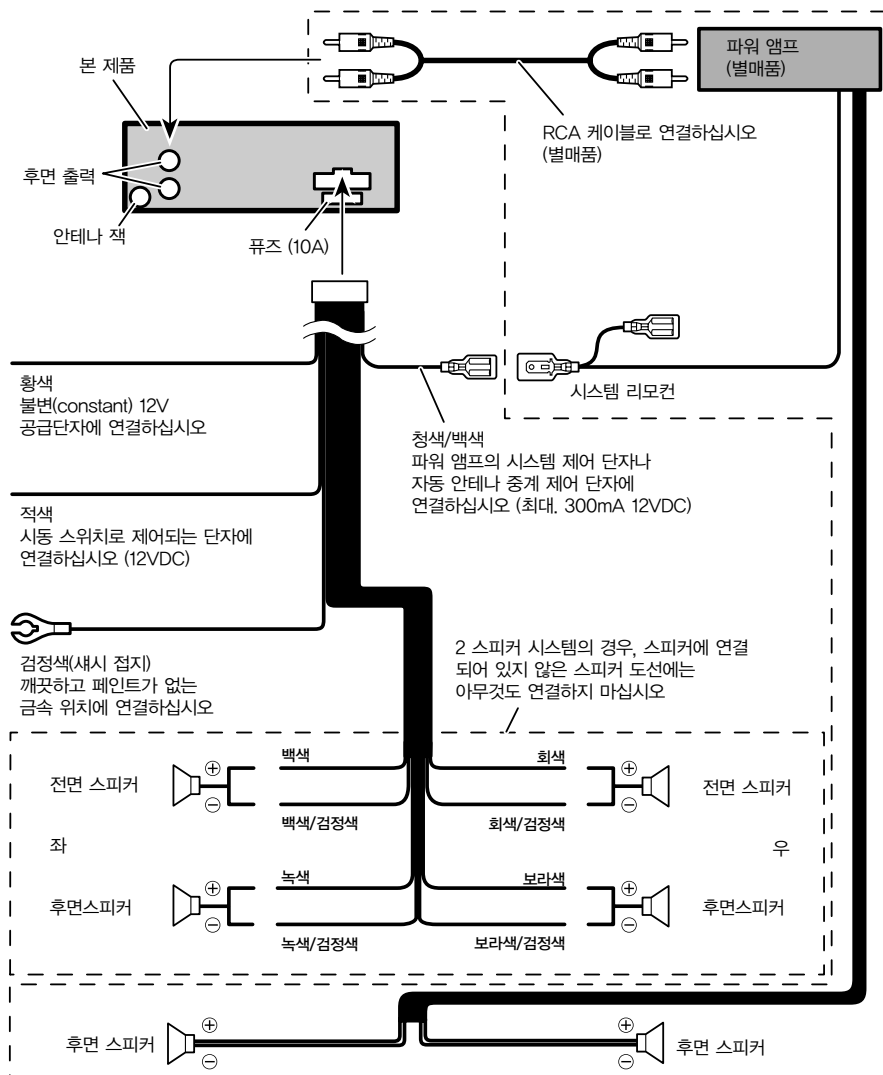 파워 앰프
(별매품)
본 제품
RCA 케이블로 연결하십시오
(별매품)
후면 출력
안테나 잭
퓨즈 (10A)
황색
불변(constant) 12V
공급단자에 연결하십시오
시스템 리모컨
청색/백색
파워 앰프의 시스템 제어 단자나
자동 안테나 중계 제어 단자에
연결하십시오 (최대. 300mA 12VDC)
적색
시동 스위치로 제어되는 단자에
연결하십시오 (12VDC)
검정색(섀시 접지)
깨끗하고 페인트가 없는
금속 위치에 연결하십시오
2 스피커 시스템의 경우, 스피커에 연결
되어 있지 않은 스피커 도선에는
아무것도 연결하지 마십시오
백색
회색
전면 스피커
⊕
⊕
전면 스피커
⊖
⊖
백색/검정색
회색/검정색
좌
우
녹색
보라색
후면스피커
⊕
⊕
후면스피커
⊖
⊖
녹색/검정색
보라색/검정색
후면 스피커
⊕
⊕
후면 스피커
⊖
⊖